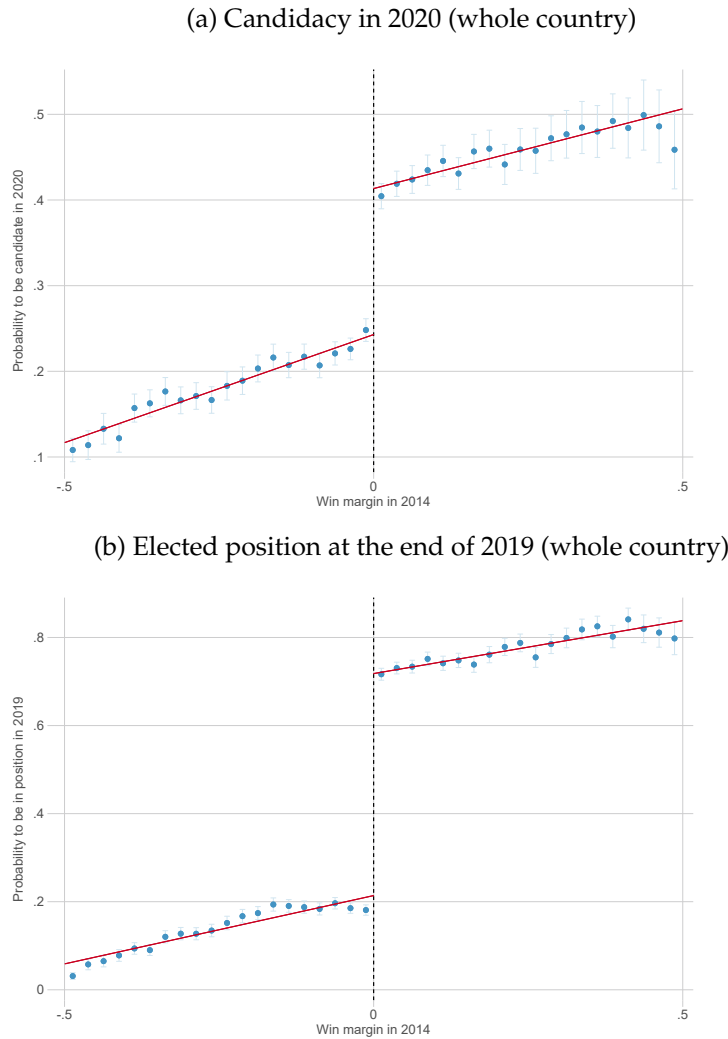 (a) Candidacy in 2020 (whole country)
.5
.4
.3
.2
.1
Probability to be candidate in 2020
-.5
0
.5
Win margin in 2014
(b) Elected position at the end of 2019 (whole country)
.8
.6
.4
.2
0
Probability to be in position in 2019
-.5
0
.5
Win margin in 2014